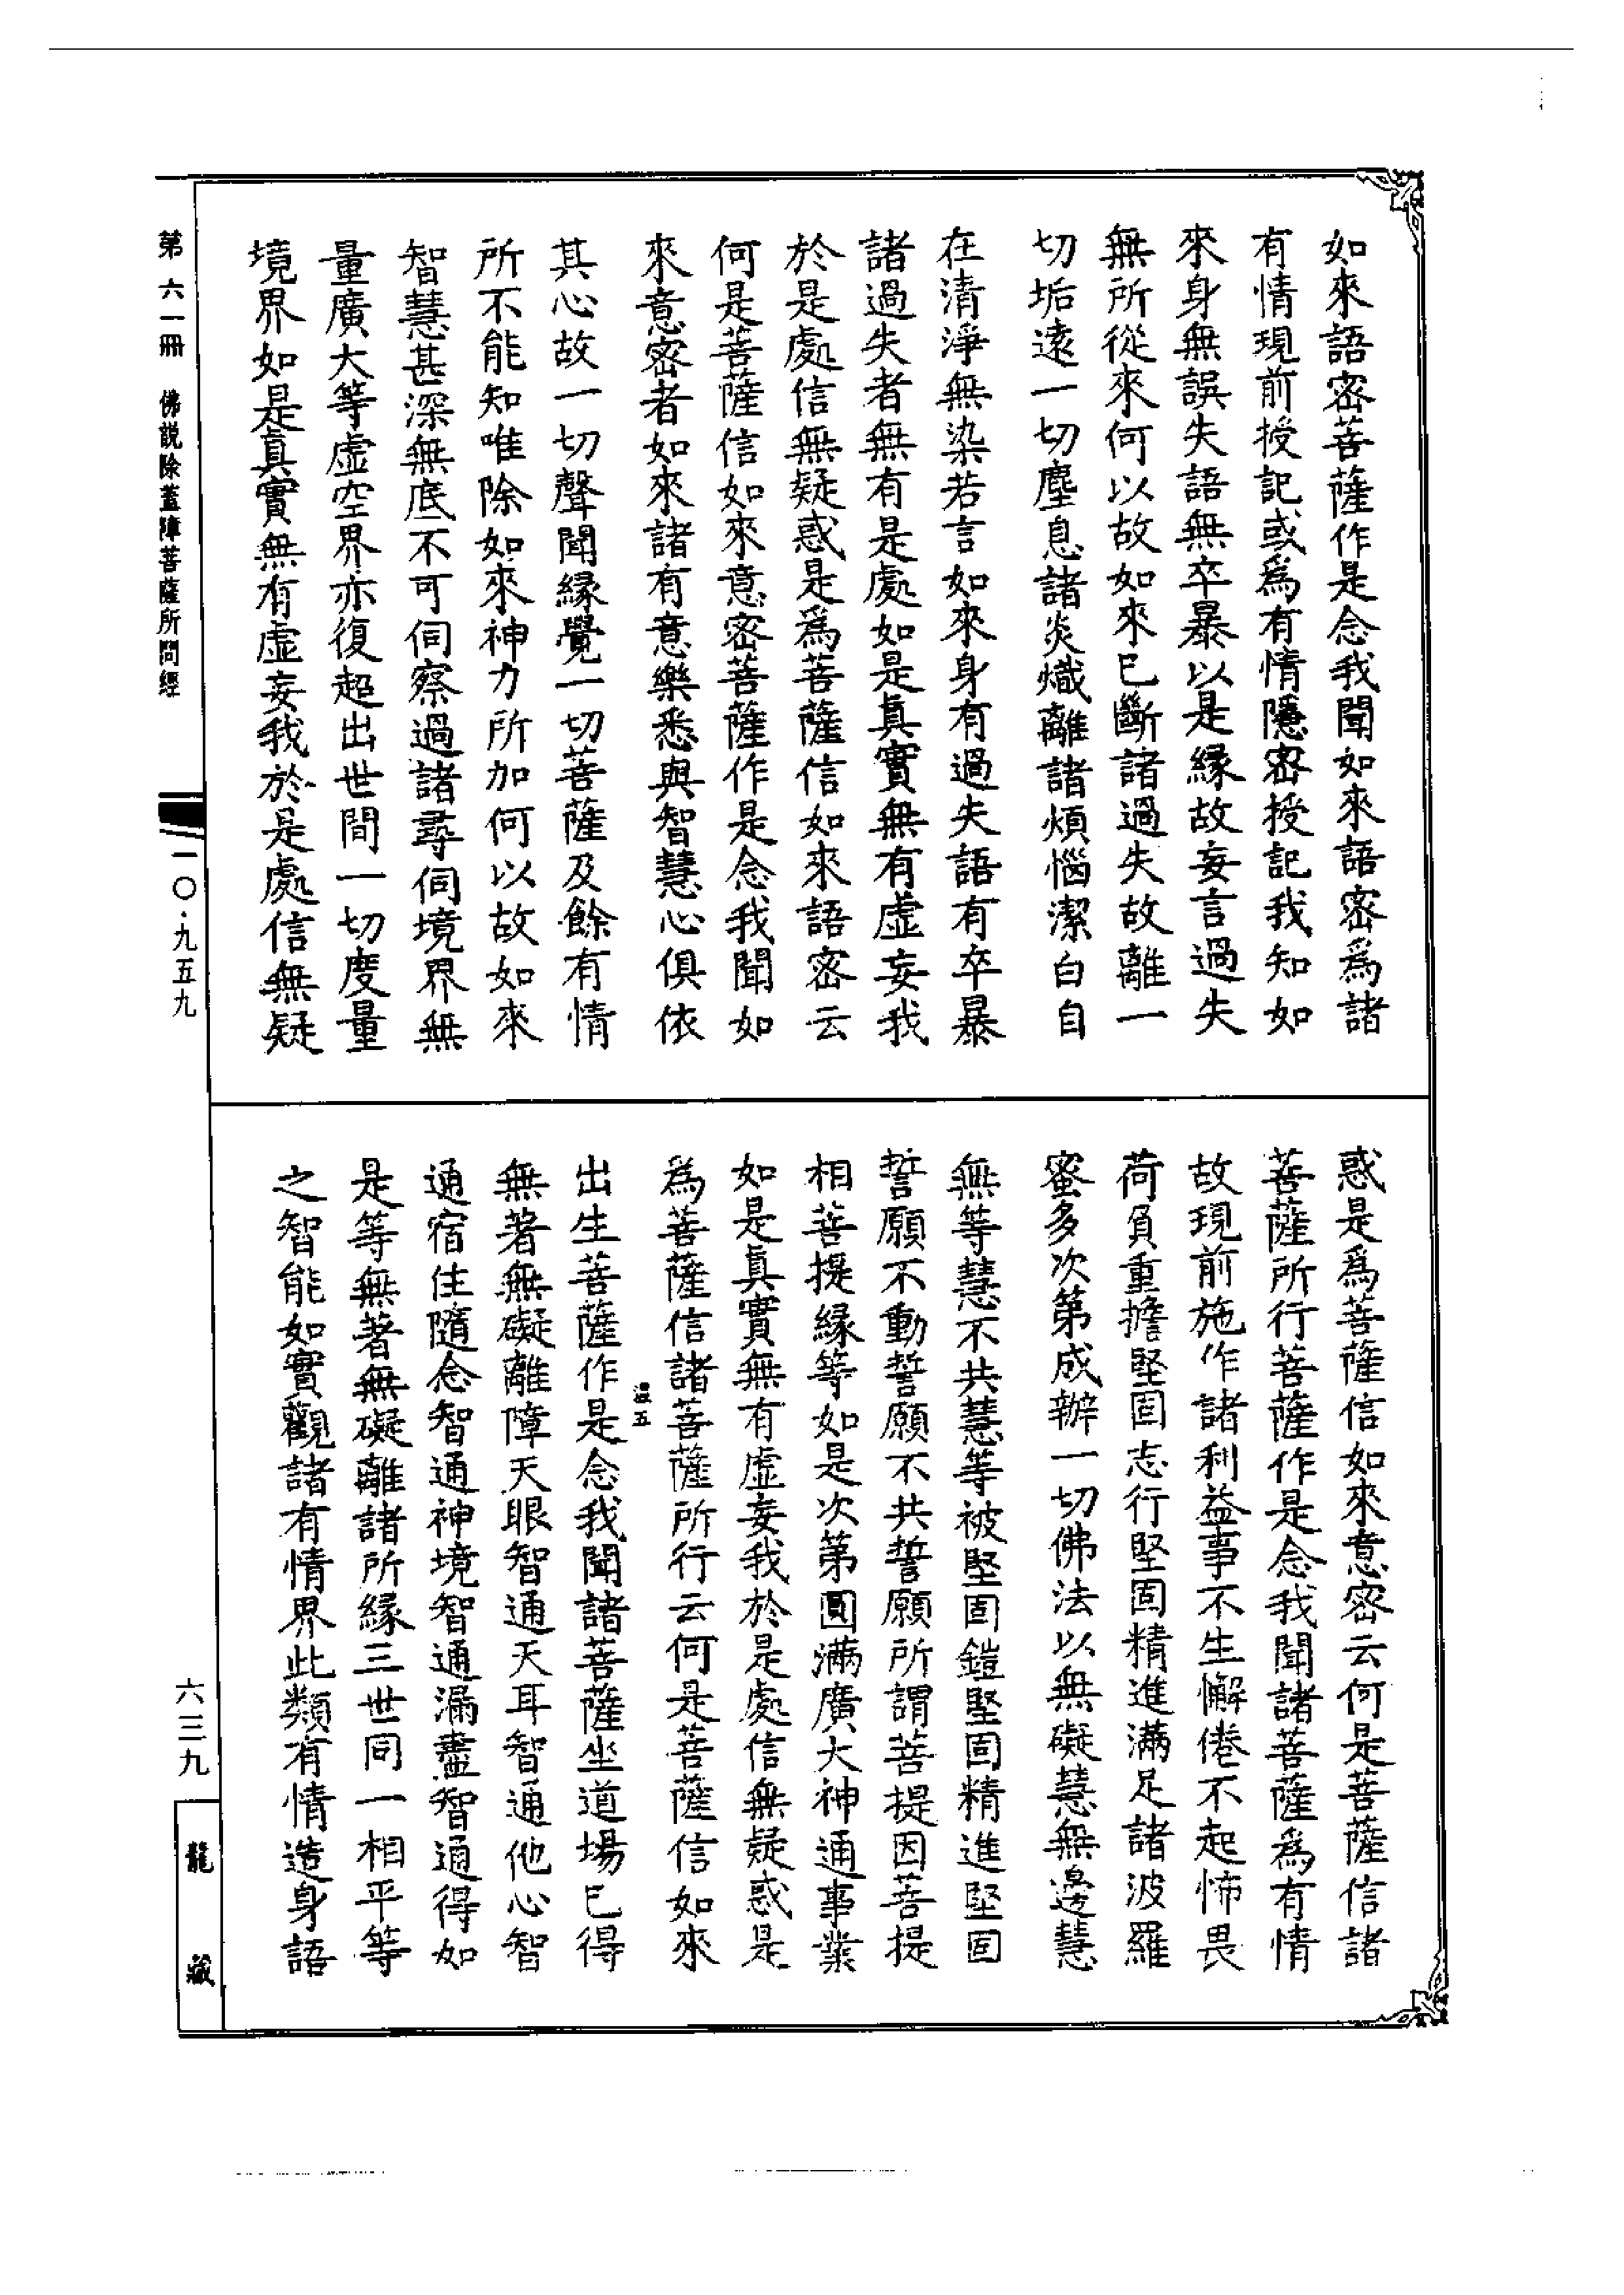 如來語密菩薩作是念我聞如來語密爲諸
有情現前授記或爲有情隱密授記我知如
來身無誤失語無卒暴以是緣故妄言過失
無所從來何以故如來已斷諸過失故離一
切垢遠一切塵息諸炎熾離諸煩惱潔白自
在清淨無染若言如來身有過失語有卒暴
諸過失者無有是處如是真實無有虛妄我
於是處信無疑惑是爲菩薩信如來語密云
何是菩薩信如來意密菩薩作是念我聞如
來意密者如來諸有意樂悉與智慧心俱依
其心故一切聲聞緣覺一切菩薩及餘有情
所不能知唯除如來神力所加何以故如來
智慧甚深無底不可伺察過諸尋伺境界無
量廣大等虛空界亦復超出世間一切度量
境界如是真實無有虛妄我於是處信無疑
惑是爲菩薩信如來意密云何是菩薩信諸
菩薩所行菩薩作是念我聞諸菩薩爲有情
故現前施作諸利益事不生懈倦不起怖畏
荷負重擔堅固志行堅固精進滿足諸波羅
蜜多次第成辦一切佛法以無礙慧無邊慧
無等慧不共慧等被堅固鎧堅固精進堅固
誓願不動誓願不共誓願所謂菩提因菩提
相菩提緣等如是次第圓滿廣大神通事業
如是真實無有虛妄我於是處信無疑惑是
爲菩薩信諸菩薩所行云何是菩薩信如來
出生菩薩作是念我聞諸菩薩坐道場已得
無著無礙離障天眼智通天耳智通他心智
通宿住隨念智通神境智通漏盡智通得如
是等無著無礙離諸所緣三世同一相平等
之智能如實觀諸有情界此類有情造身語
第六一冊 佛説除蓋障菩薩所問經
一〇·九五九
六三九
龍藏